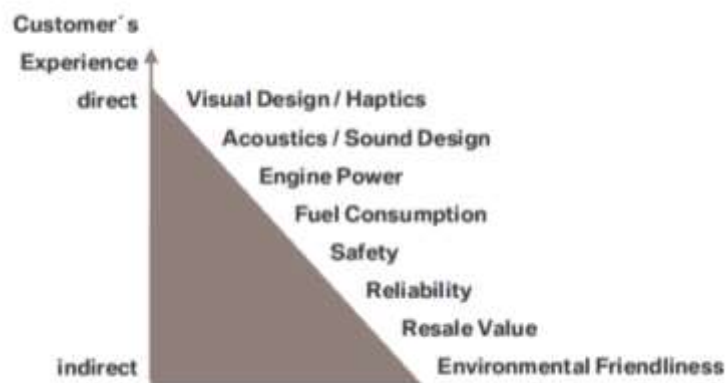 Customer´s
Experience
direct
Visual Design / Haptics
Acoustics / Sound Design
Engine Power
Fuel Consumption
Safety
Reliability
Resale Value
indirect
Environmental Friendliness